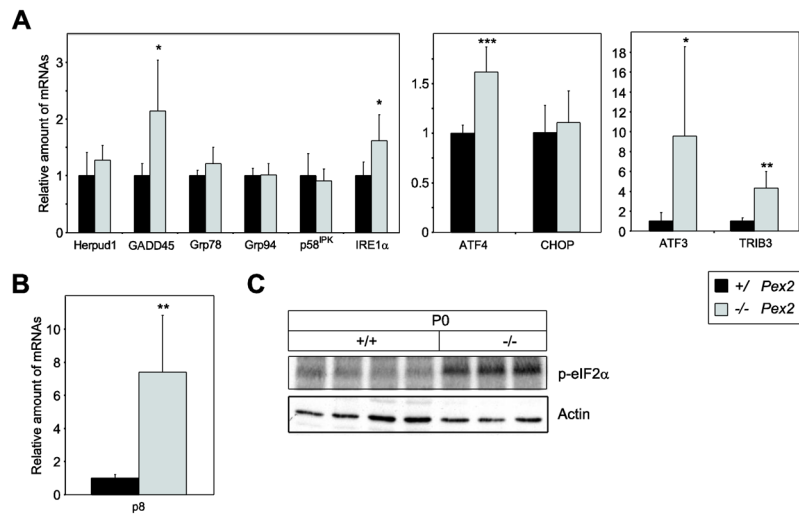 A
Relative amount of mRNAs
3
2
1
0
* *
Herpud1 GADD45 Grp78 Grp94 p58IPK IRE1α
2
1.5
1
0.5
0
***
ATF4 CHOP
18
16
14
12
10
8
6
4
2
0
* **
ATF3 TRIB3
+/ Pex2
-/- Pex2
B
Relative amount of mRNAs
10
8
6
4
2
0
**
p8
C
P0
+/+ -/-
p-eIF2α
Actin